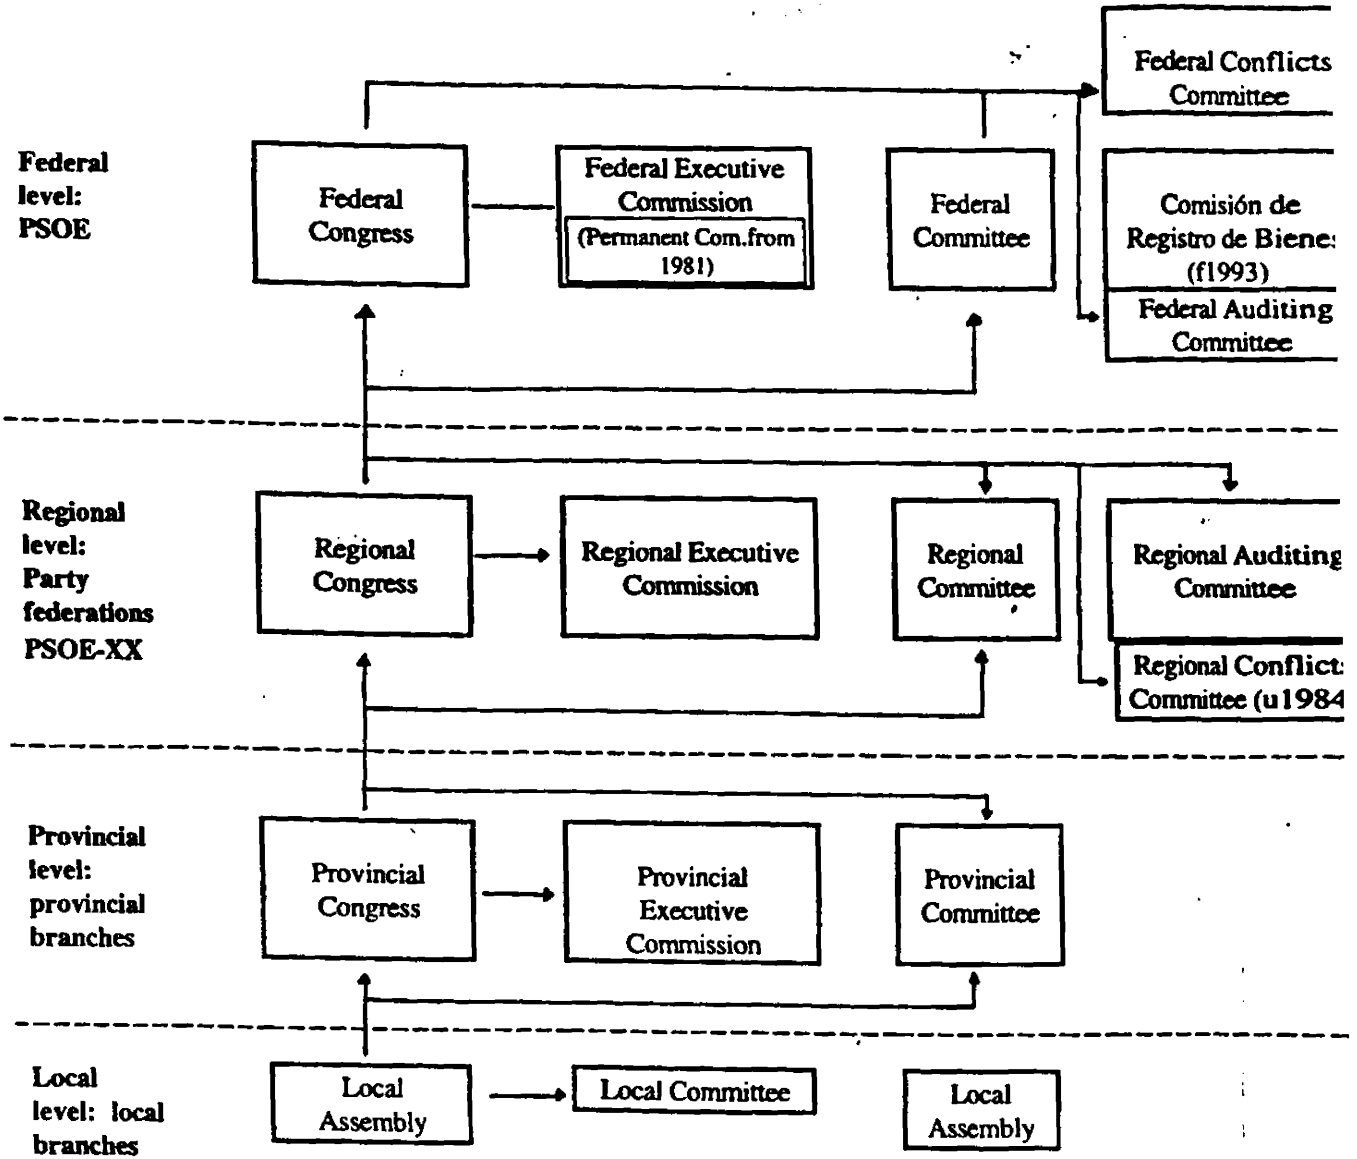 Federal Conflicts
Committee
Federal
level:
PSOE
Federal
Congress
Federal Executive
Commission
(Permanent Com.from
1981)
Federal
Committee
Comisión de
Registro de Biene
(f1993)
Federal Auditing
Committee
Regional
level:
Party
federations
PSOE-XX
Regional
Congress
Regional Executive
Commission
Regional
Committee
Regional Auditing
Committee
Regional Conflict
Committee (u1984
Provincial
level:
provincial
branches
Provincial
Congress
Provincial
Executive
Commission
Provincial
Committee
Local
level: local
branches
Local
Assembly
Local Committee
Local
Assembly